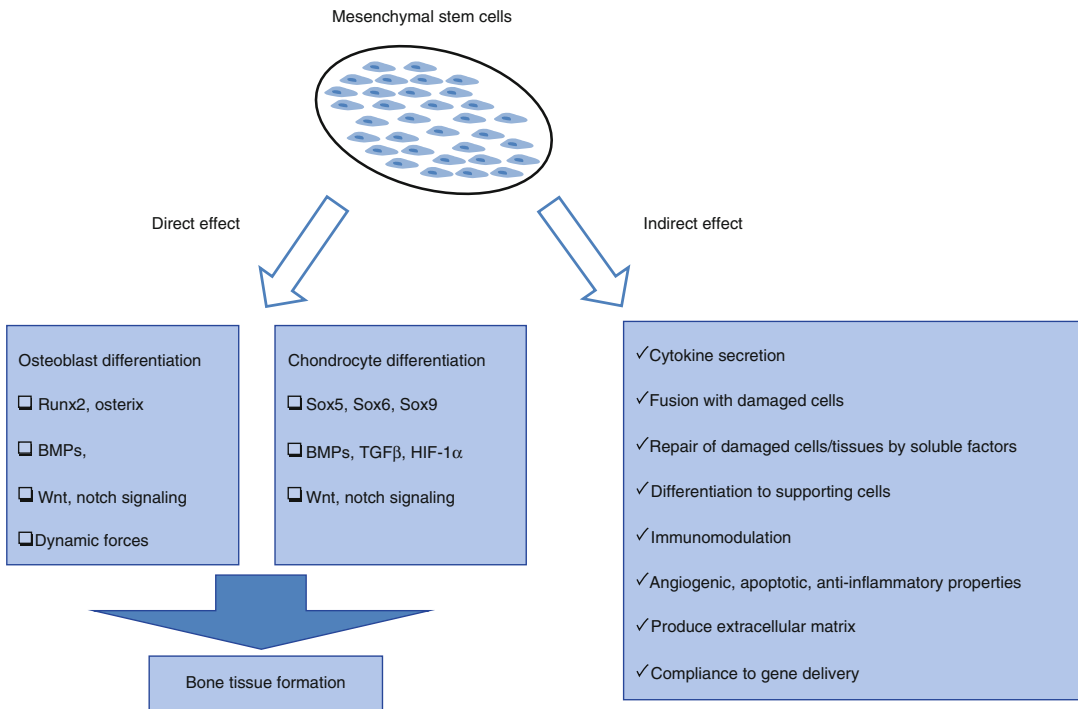 Mesenchymal stem cells
Direct effect
Indirect effect
Osteoblast differentiation
Runx2, osterix
BMPs,
Wnt, notch signaling
Dynamic forces
Chondrocyte differentiation
Sox5, Sox6, Sox9
BMPs, TGFβ, HIF-1α
Wnt, notch signaling
Bone tissue formation
✓Cytokine secretion
✓Fusion with damaged cells
✓Repair of damaged cells/tissues by soluble factors
✓Differentiation to supporting cells
✓Immunomodulation
✓Angiogenic, apoptotic, anti-inflammatory properties
✓Produce extracellular matrix
✓Compliance to gene delivery